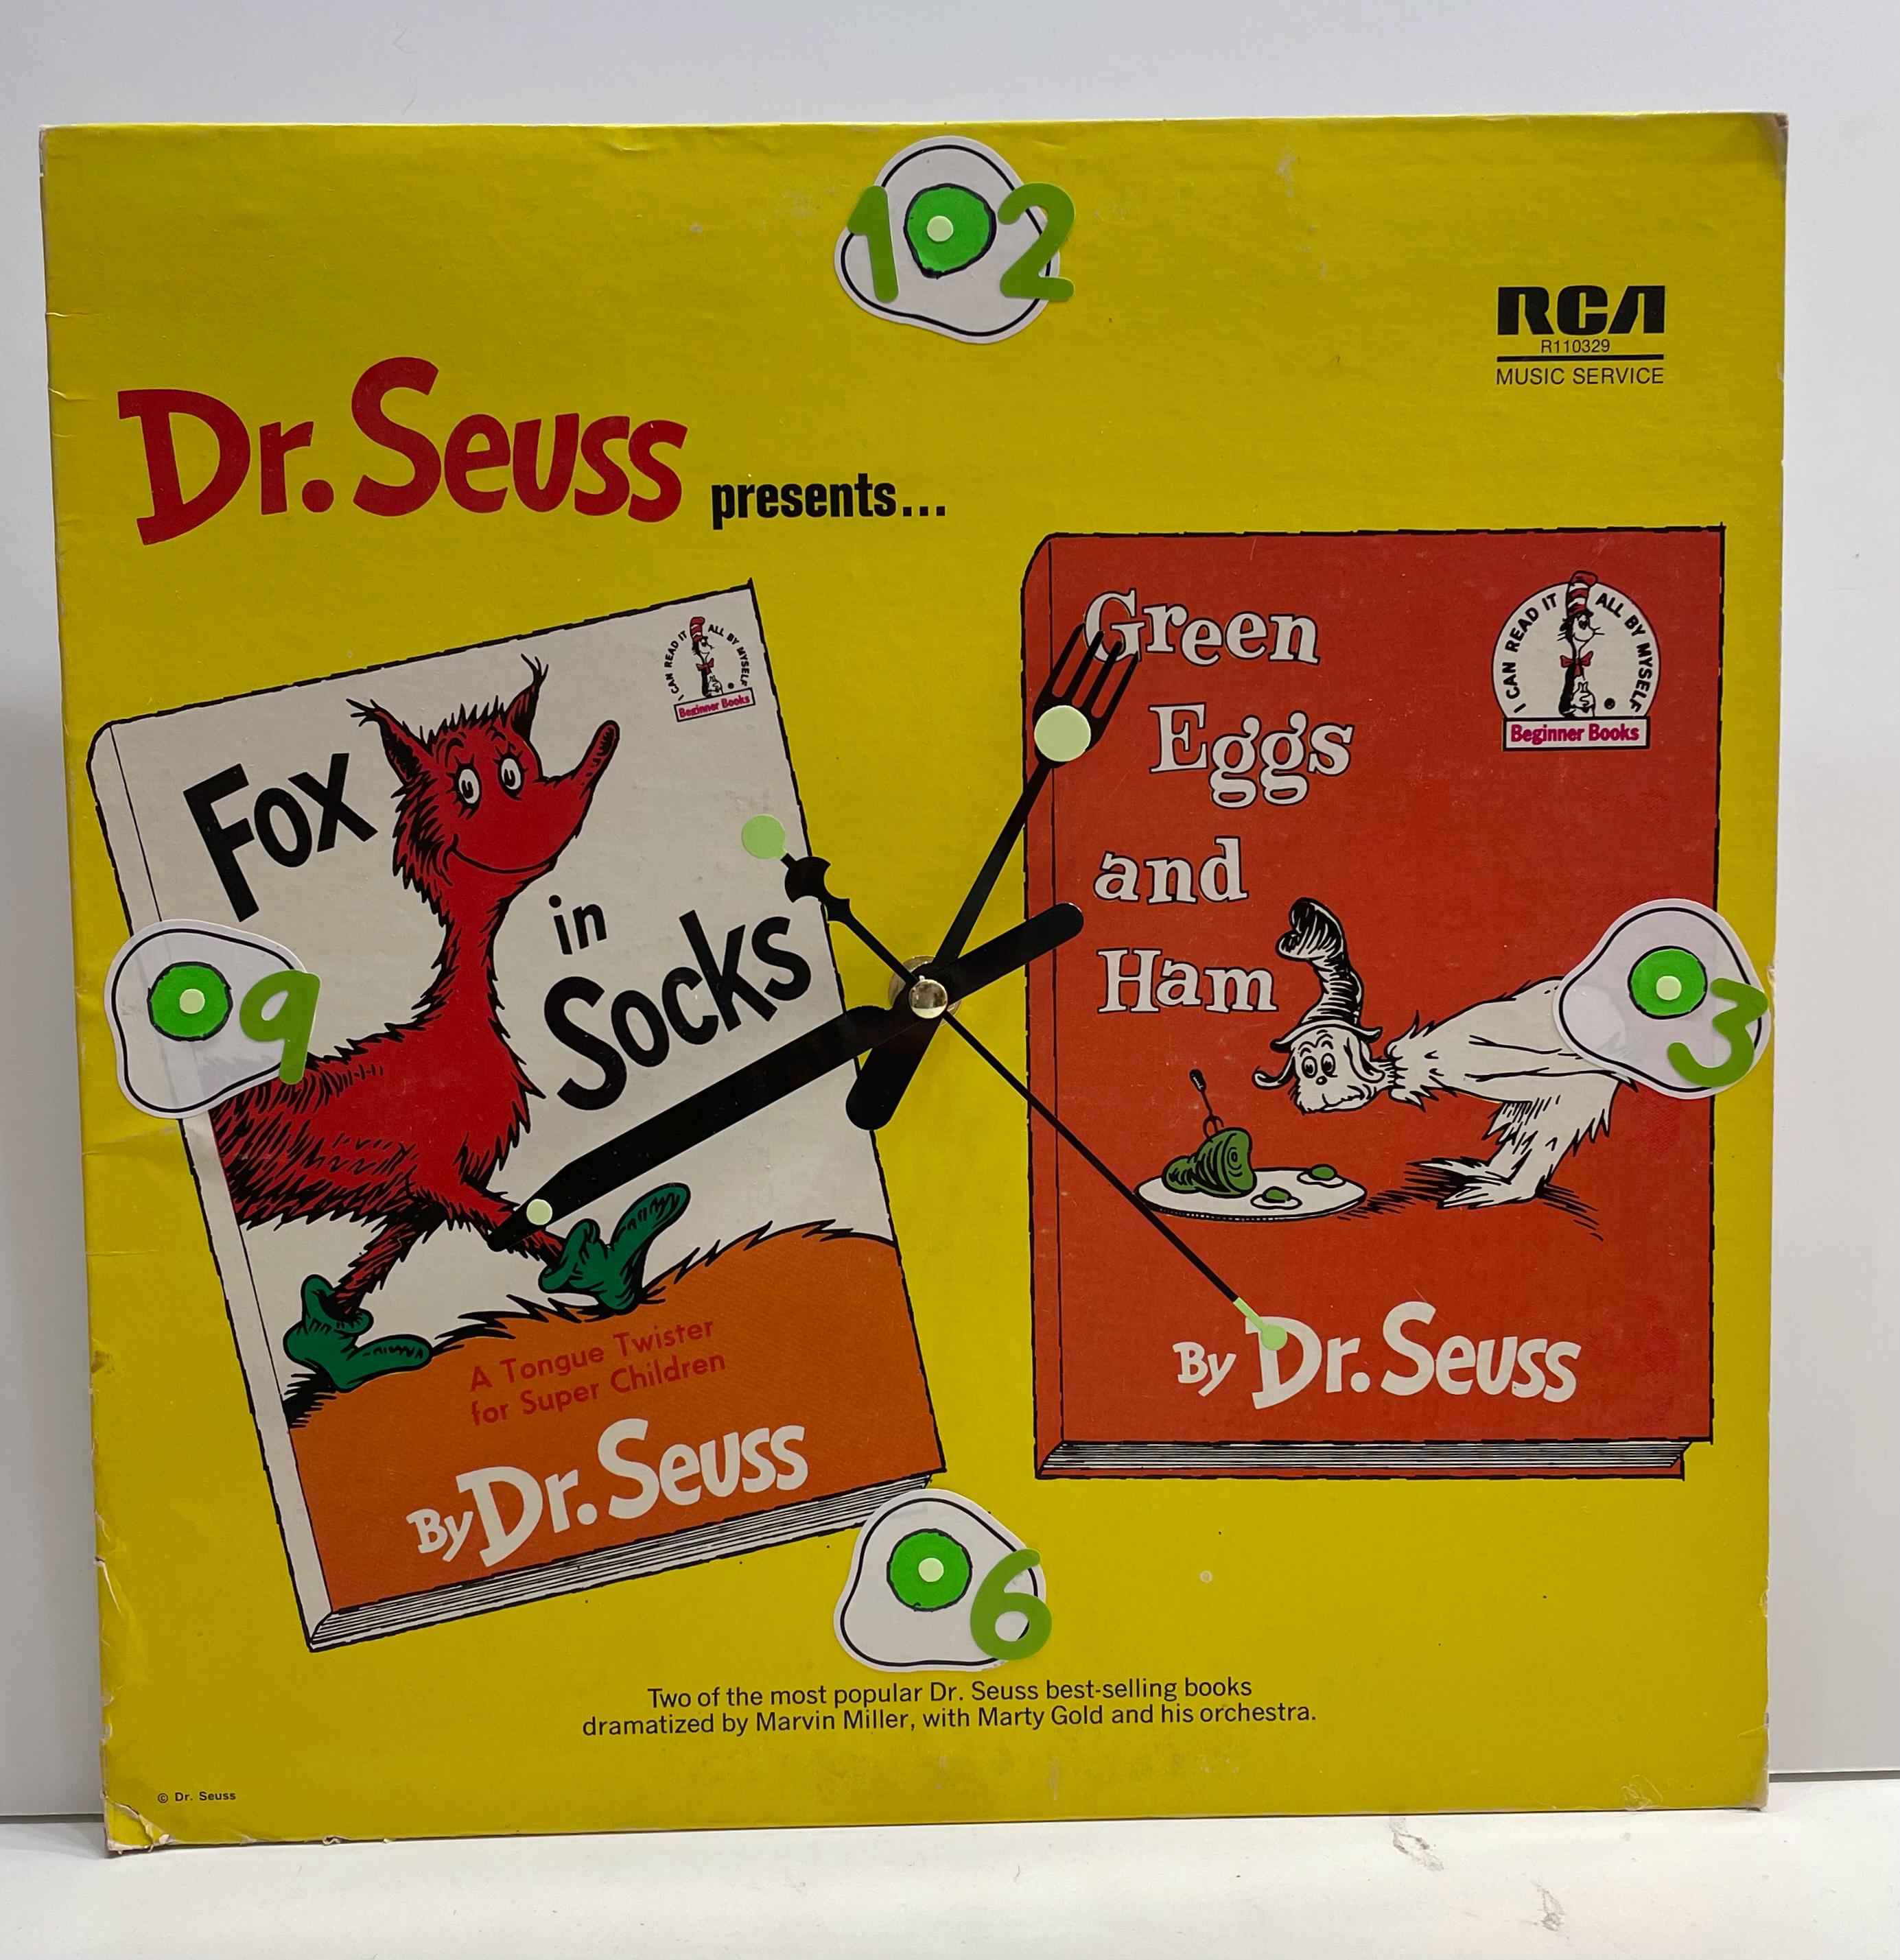 12
RCA
R110329
MUSIC SERVICE
Dr. Seuss presents...
I CAN READ IT ALL BY MYSELF
Beginner Books
Fox
in
Socks
A Tongue Twister
for Super Children
By Dr. Seuss
Green
Eggs
and
Ham
I CAN READ IT ALL BY MYSELF
®
Beginner Books
By Dr. Seuss
9
3
6
Two of the most popular Dr. Seuss best-selling books
dramatized by Marvin Miller, with Marty Gold and his orchestra.
© Dr. Seuss